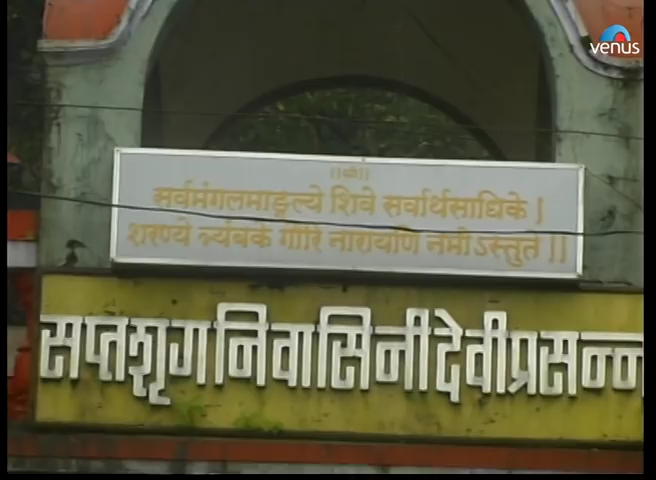 venus
॥श्री॥
सर्वमंगलमाङ्गल्ये शिवे सर्वार्थसाधिके |
शरण्ये त्र्यंबके गौरि नारायणि नमोऽस्तुते ||
सप्तशृंगनिवासिनीदेवीप्रसन्न